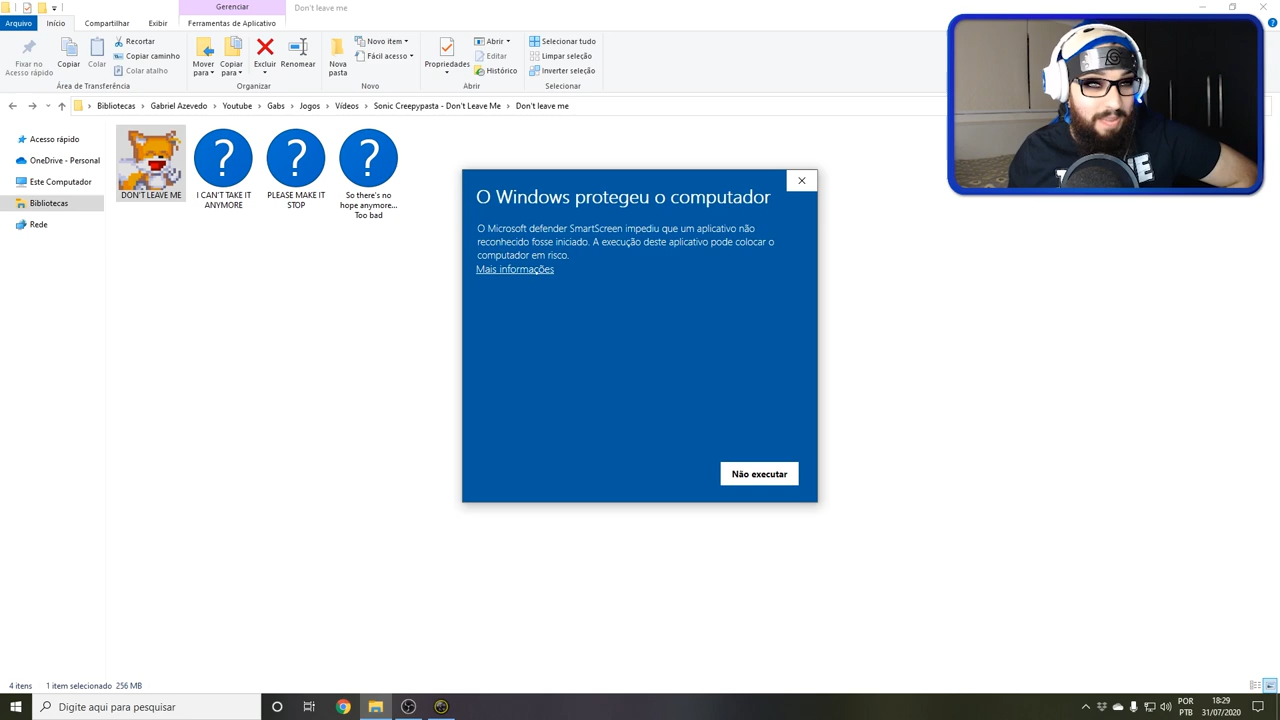 Gerenciar
Don't leave me
Arquivo
Início
Compartilhar
Exibir
Ferramentas de Aplicativo
Fixar no
Acesso rápido
Copiar
Colar
Recortar
Copiar caminho
Colar atalho
Área de Transferência
Mover
para
Copiar
para
Excluir
Renomear
Organizar
Nova
pasta
Novo item
Fácil acesso
Novo
Propriedades
Abrir
Editar
Histórico
Abrir
Selecionar tudo
Limpar seleção
Inverter seleção
Selecionar
Bibliotecas > Gabriel Azevedo > Youtube > Gabs > Jogos > Vídeos > Sonic Creepypasta - Don't Leave Me > Don't leave me
Acesso rápido
OneDrive - Personal
Este Computador
Bibliotecas
Rede
DON'T LEAVE ME
I CAN'T TAKE IT
ANYMORE
PLEASE MAKE IT
STOP
So there's no
hope anymore...
Too bad
O Windows protegeu o computador
O Microsoft defender SmartScreen impediu que um aplicativo não
reconhecido fosse iniciado. A execução deste aplicativo pode colocar o
computador em risco.
Mais informações
Não executar
4 itens
1 item selecionado 256 MB
Digite aqui para pesquisar
POR
PTB
18:29
31/07/2020